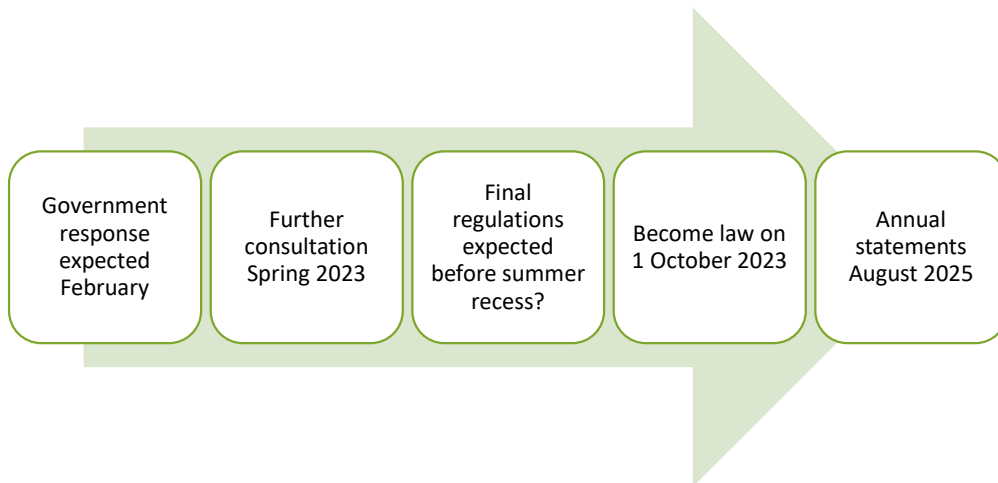 Government
response
expected
February
Further
consultation
Spring 2023
Final
regulations
expected
before summer
recess?
Become law on
1 October 2023
Annual
statements
August 2025